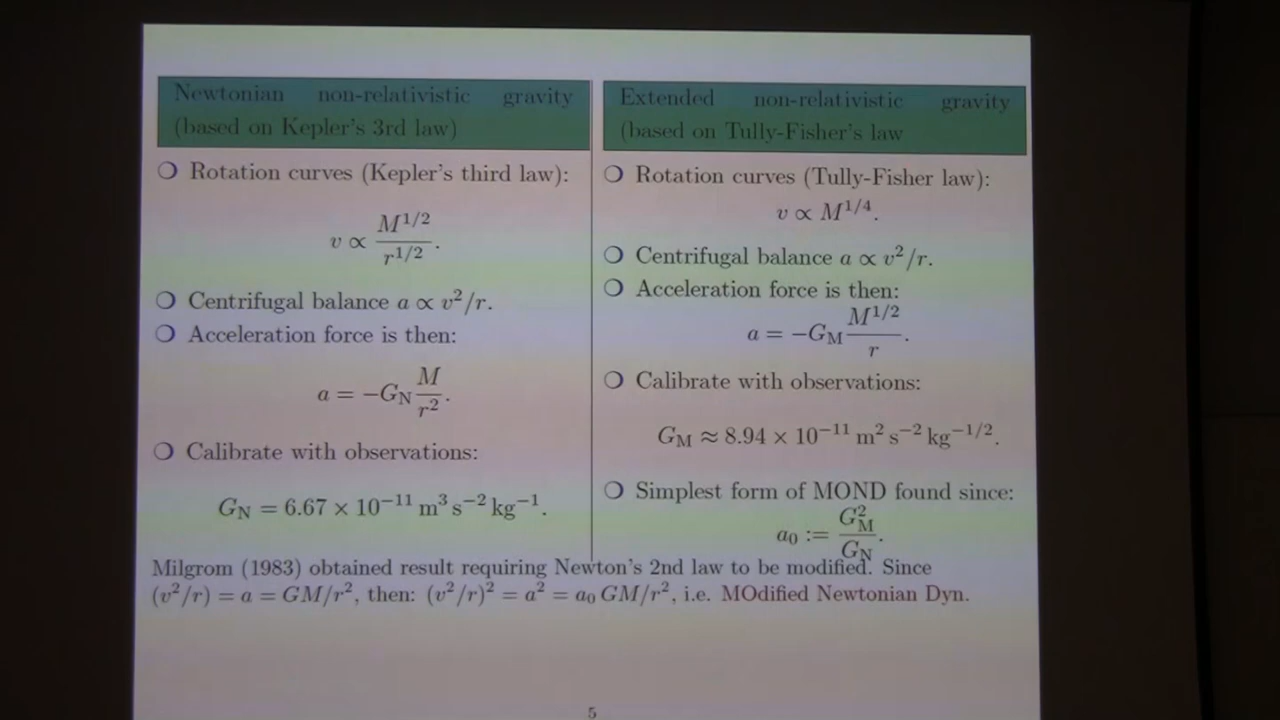 Newtonian non-relativistic gravity
(based on Kepler's 3rd law)
❍ Rotation curves (Kepler's third law):
v ∝ M^{1/2} / r^{1/2}.
❍ Centrifugal balance a ∝ v²/r.
❍ Acceleration force is then:
a = −G_N M / r².
❍ Calibrate with observations:
G_N = 6.67 × 10^{−11} m³ s^{−2} kg^{−1}.
Extended non-relativistic gravity
(based on Tully-Fisher's law
❍ Rotation curves (Tully-Fisher law):
v ∝ M^{1/4}.
❍ Centrifugal balance a ∝ v²/r.
❍ Acceleration force is then:
a = −G_M M^{1/2} / r.
❍ Calibrate with observations:
G_M ≈ 8.94 × 10^{−11} m² s^{−2} kg^{−1/2}.
❍ Simplest form of MOND found since:
a₀ := G_M² / G_N.
Milgrom (1983) obtained result requiring Newton's 2nd law to be modified. Since
(v²/r) = a = GM/r², then: (v²/r)² = a² = a₀ GM/r², i.e. MOdified Newtonian Dyn.
5